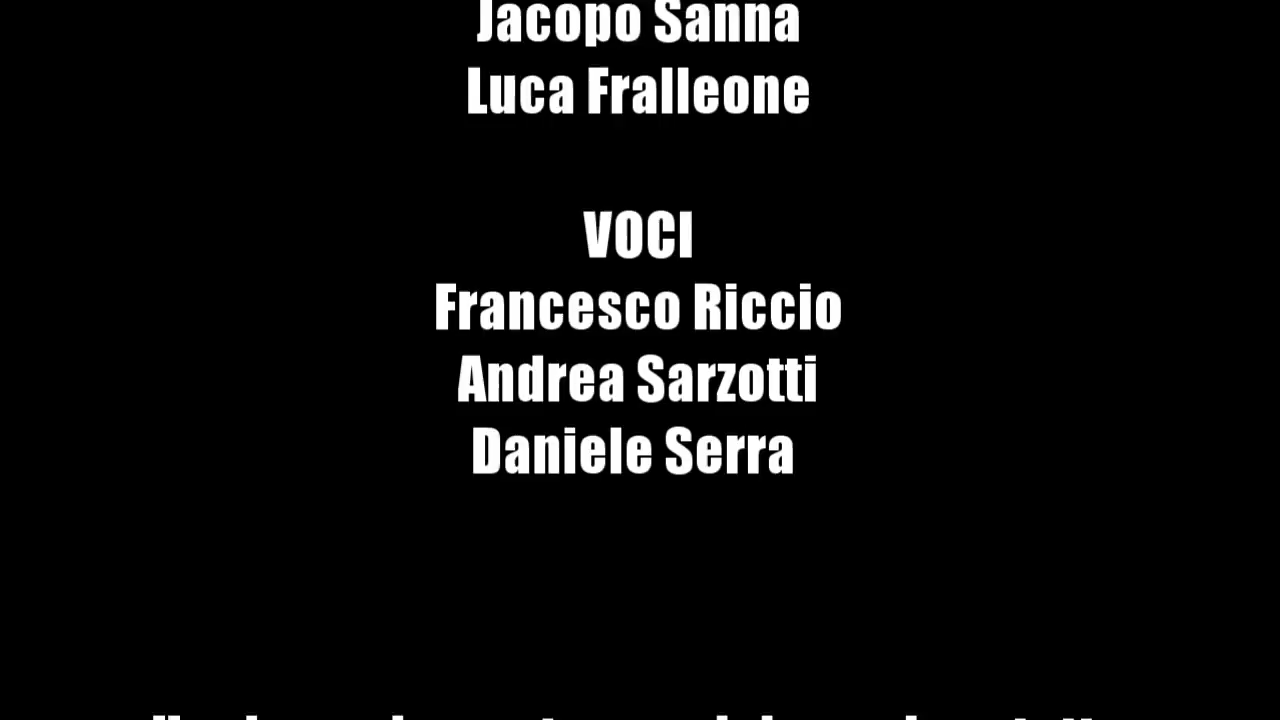 Jacopo Sanna
Luca Fralleone
VOCI
Francesco Riccio
Andrea Sarzotti
Daniele Serra